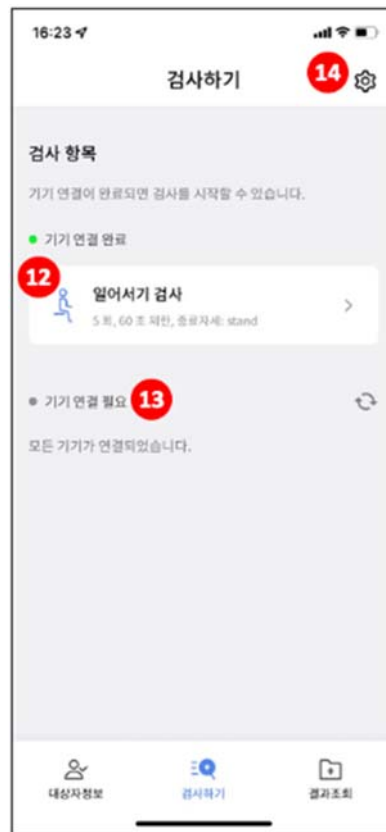 16:23
검사하기
14
검사 항목
기기 연결이 완료되면 검사를 시작할 수 있습니다.
기기 연결 완료
12
일어서기 검사
5 회, 60 초 제한, 종료자세: stand
기기 연결 필요
13
모든 기기가 연결되었습니다.
대상자정보
검사하기
결과조회